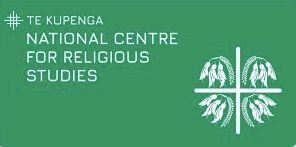 TE KUPENGA
NATIONAL CENTRE
FOR RELIGIOUS
STUDIES